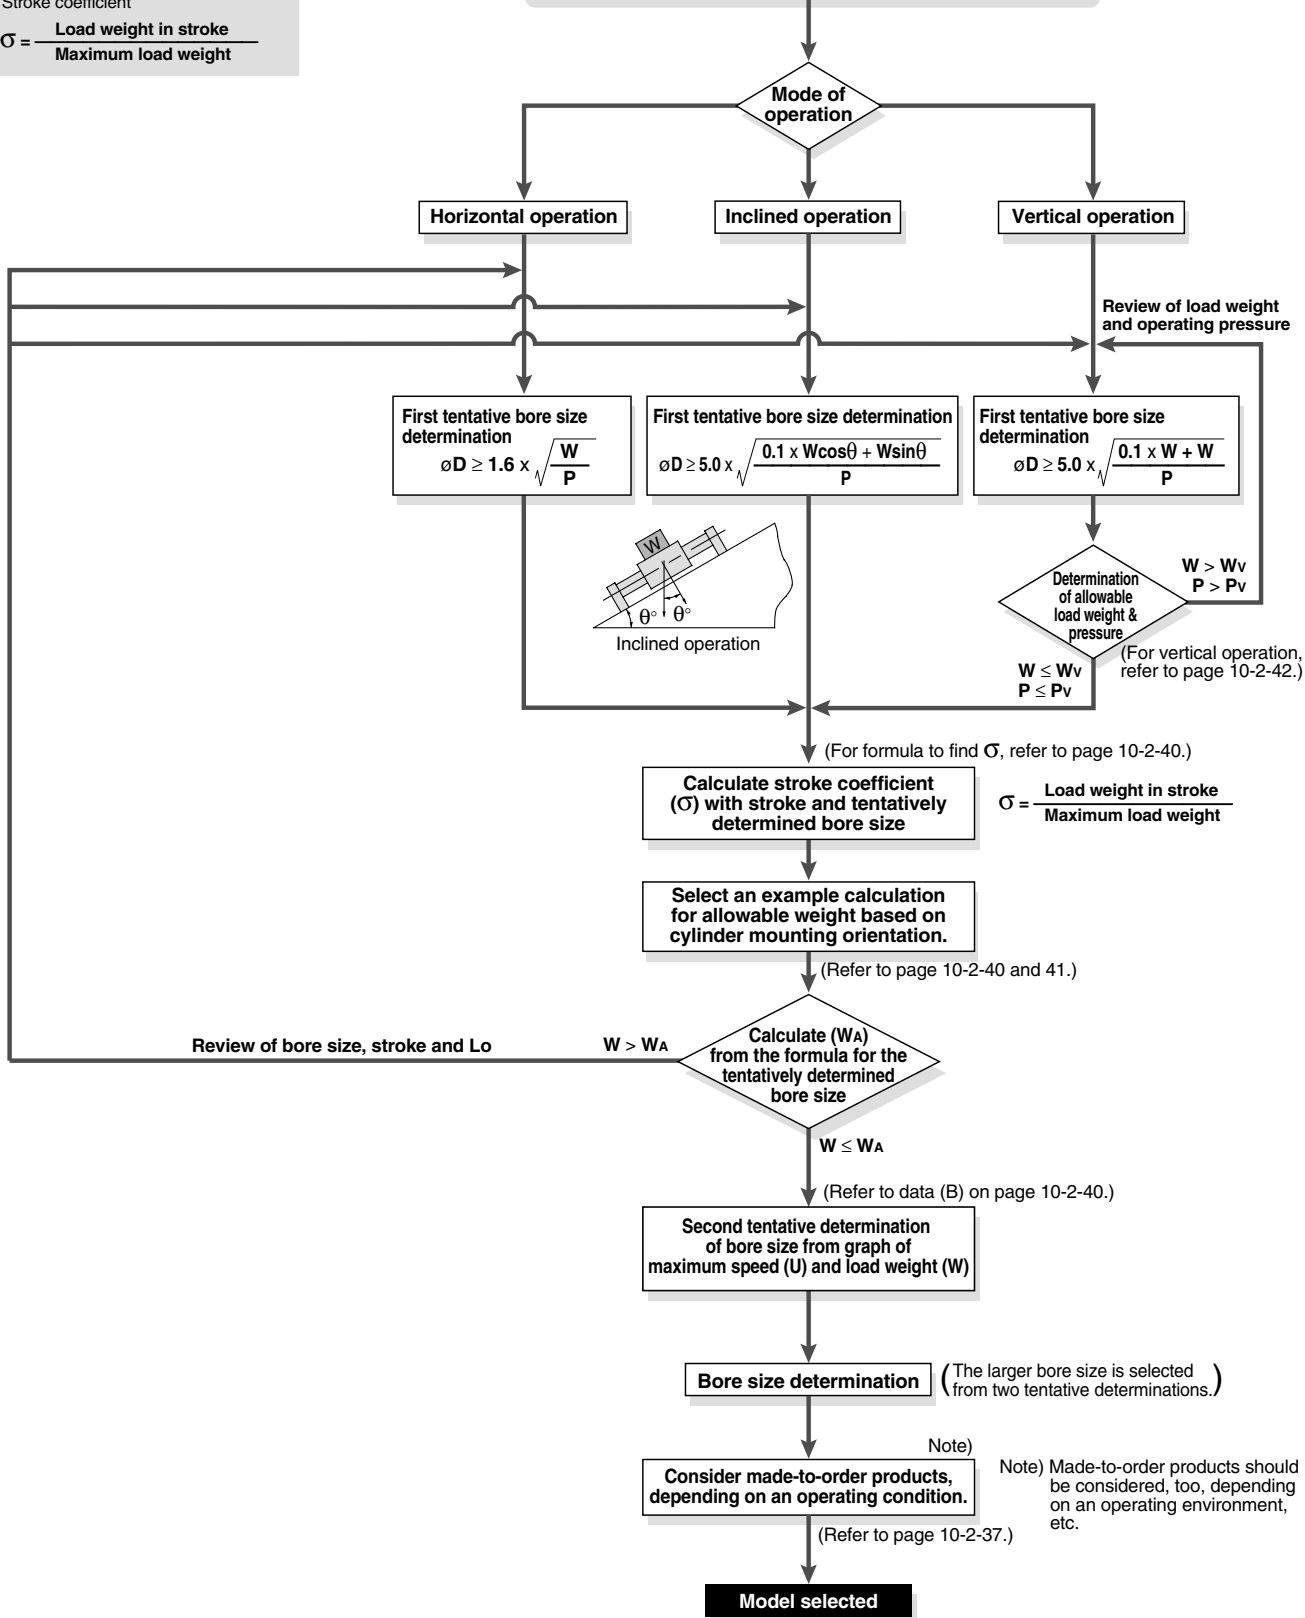 Stroke coefficient
σ = Load weight in stroke
Maximum load weight
Mode of
operation
Horizontal operation
Inclined operation
Vertical operation
Review of load weight
and operating pressure
First tentative bore size
determination
øD ≥ 1.6 x √ W
P
First tentative bore size determination
øD ≥ 5.0 x √ 0.1 x Wcosθ + Wsinθ
P
First tentative bore size
determination
øD ≥ 5.0 x √ 0.1 x W + W
P
W
θ° θ°
Inclined operation
Determination
of allowable
load weight &
pressure
W > Wv
P > Pv
(For vertical operation,
refer to page 10-2-42.)
W ≤ Wv
P ≤ Pv
(For formula to find σ, refer to page 10-2-40.)
Calculate stroke coefficient
(σ) with stroke and tentatively
determined bore size
σ = Load weight in stroke
Maximum load weight
Select an example calculation
for allowable weight based on
cylinder mounting orientation.
(Refer to page 10-2-40 and 41.)
Review of bore size, stroke and Lo
W > WA
Calculate (WA)
from the formula for the
tentatively determined
bore size
W ≤ WA
(Refer to data (B) on page 10-2-40.)
Second tentative determination
of bore size from graph of
maximum speed (U) and load weight (W)
Bore size determination
(The larger bore size is selected
from two tentative determinations.)
Note)
Consider made-to-order products,
depending on an operating condition.
Note) Made-to-order products should
be considered, too, depending
on an operating environment,
etc.
(Refer to page 10-2-37.)
Model selected